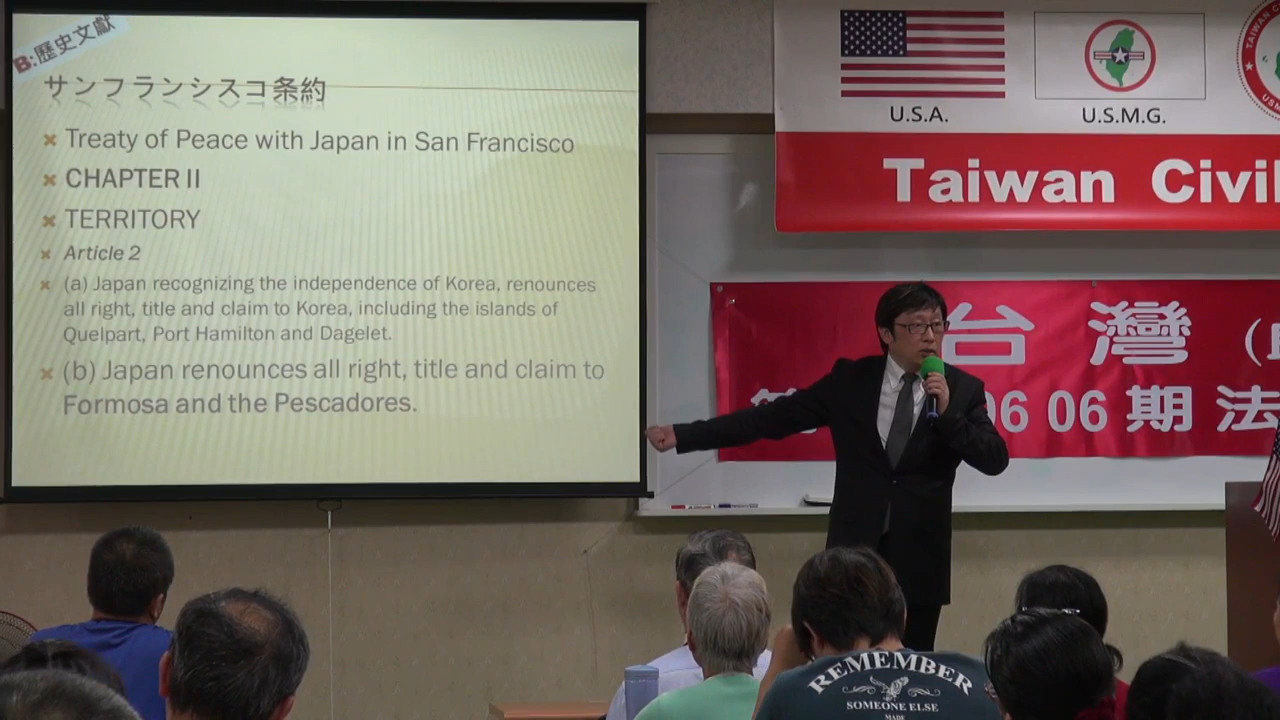 B:歷史文獻
サンフランシスコ条約
Treaty of Peace with Japan in San Francisco
CHAPTER II
TERRITORY
Article 2
(a) Japan recognizing the independence of Korea, renounces
all right, title and claim to Korea, including the islands of
Quelpart, Port Hamilton and Dagelet.
(b) Japan renounces all right, title and claim to
Formosa and the Pescadores.
U.S.A.
U.S.M.G.
Taiwan Civil
台灣
06 06 期 法
REMEMBER
SOMEONE ELSE
MADE